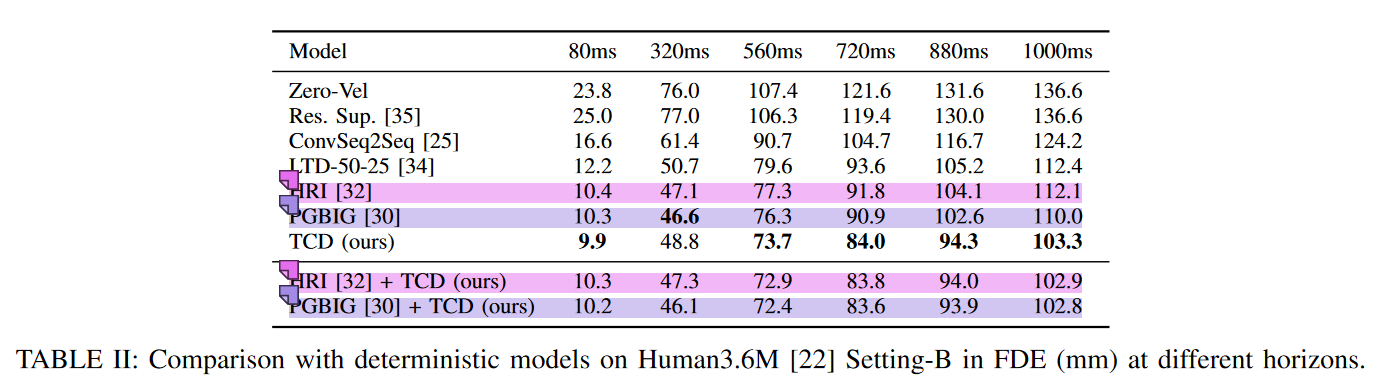 Model 80ms 320ms 560ms 720ms 880ms 1000ms
Zero-Vel 23.8 76.0 107.4 121.6 131.6 136.6
Res. Sup. [35] 25.0 77.0 106.3 119.4 130.0 136.6
ConvSeq2Seq [25] 16.6 61.4 90.7 104.7 116.7 124.2
LTD-50-25 [34] 12.2 50.7 79.6 93.6 105.2 112.4
HRI [32] 10.4 47.1 77.3 91.8 104.1 112.1
PGBIG [30] 10.3 46.6 76.3 90.9 102.6 110.0
TCD (ours) 9.9 48.8 73.7 84.0 94.3 103.3
HRI [32] + TCD (ours) 10.3 47.3 72.9 83.8 94.0 102.9
PGBIG [30] + TCD (ours) 10.2 46.1 72.4 83.6 93.9 102.8
TABLE II: Comparison with deterministic models on Human3.6M [22] Setting-B in FDE (mm) at different horizons.